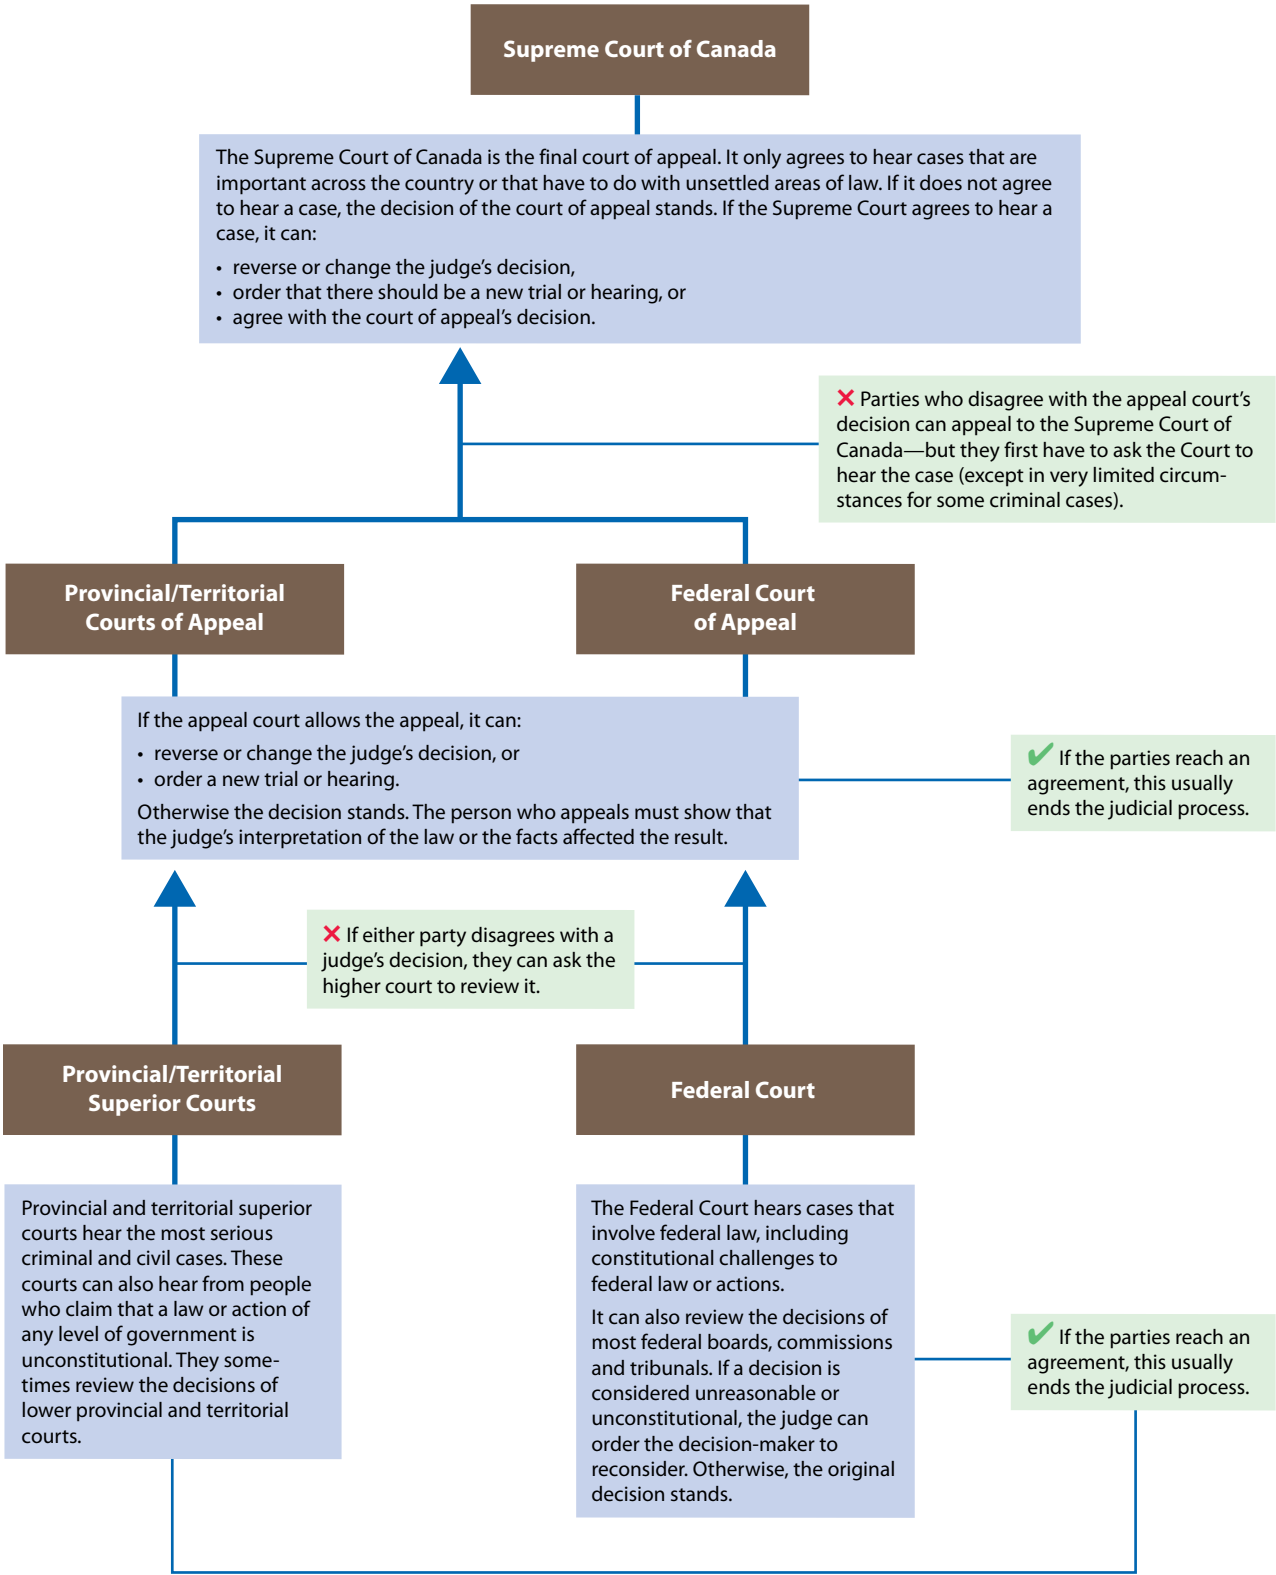 Supreme Court of Canada
The Supreme Court of Canada is the final court of appeal. It only agrees to hear cases that are
important across the country or that have to do with unsettled areas of law. If it does not agree
to hear a case, the decision of the court of appeal stands. If the Supreme Court agrees to hear a
case, it can:
• reverse or change the judge’s decision,
• order that there should be a new trial or hearing, or
• agree with the court of appeal’s decision.
✕ Parties who disagree with the appeal court’s
decision can appeal to the Supreme Court of
Canada—but they first have to ask the Court to
hear the case (except in very limited circum-
stances for some criminal cases).
Provincial/Territorial
Courts of Appeal
Federal Court
of Appeal
If the appeal court allows the appeal, it can:
• reverse or change the judge’s decision, or
• order a new trial or hearing.
Otherwise the decision stands. The person who appeals must show that
the judge’s interpretation of the law or the facts affected the result.
✔ If the parties reach an
agreement, this usually
ends the judicial process.
✕ If either party disagrees with a
judge’s decision, they can ask the
higher court to review it.
Provincial/Territorial
Superior Courts
Federal Court
Provincial and territorial superior
courts hear the most serious
criminal and civil cases. These
courts can also hear from people
who claim that a law or action of
any level of government is
unconstitutional. They some-
times review the decisions of
lower provincial and territorial
courts.
The Federal Court hears cases that
involve federal law, including
constitutional challenges to
federal law or actions.
It can also review the decisions of
most federal boards, commissions
and tribunals. If a decision is
considered unreasonable or
unconstitutional, the judge can
order the decision-maker to
reconsider. Otherwise, the original
decision stands.
✔ If the parties reach an
agreement, this usually
ends the judicial process.